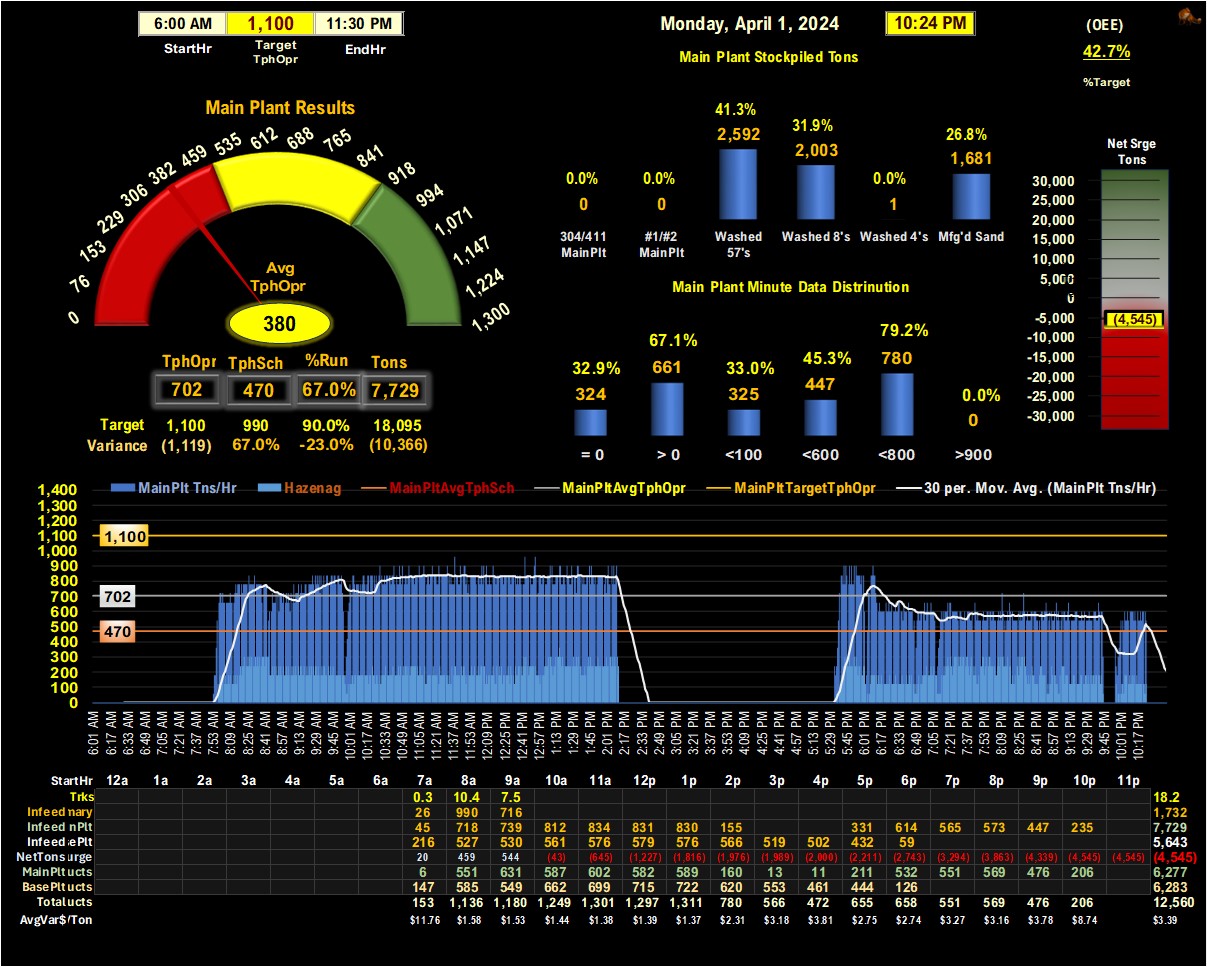 6:00 AM 1,100 11:30 PM
StartHr Target TphOpr EndHr
Monday, April 1, 2024
10:24 PM
(OEE)
42.7%
%Target
Main Plant Stockpiled Tons
41.3% 31.9% 26.8%
2,592 2,003 1,681
0.0% 0.0% 0.0%
0 0 1
304/411 MainPlt #1/#2 MainPlt Washed 57's Washed 8's Washed 4's Mfg'd Sand
Main Plant Results
0 76 153 229 306 382 459 535 612 688 765 841 918 994 1,071 1,147 1,224 1,300
Avg
TphOpr
380
TphOpr TphSch %Run Tons
702 470 67.0% 7,729
Target 1,100 990 90.0% 18,095
Variance (1,119) 67.0% -23.0% (10,366)
Main Plant Minute Data Distrinution
32.9% 67.1% 33.0% 45.3% 79.2% 0.0%
324 661 325 447 780 0
= 0 > 0 <100 <600 <800 >900
Net Srge
Tons
30,000
25,000
20,000
15,000
10,000
5,000
0
-5,000
(4,545)
-10,000
-15,000
-20,000
-25,000
-30,000
MainPlt Tns/Hr Hazenag MainPltAvgTphSch MainPltAvgTphOpr MainPltTargetTphOpr 30 per. Mov. Avg. (MainPlt Tns/Hr)
1,400
1,300
1,200
1,100
1,000
900
800
700
600
500
400
300
200
100
0
1,100
702
470
6:01 AM 6:17 AM 6:33 AM 6:49 AM 7:05 AM 7:21 AM 7:37 AM 7:53 AM 8:09 AM 8:25 AM 8:41 AM 8:57 AM 9:13 AM 9:29 AM 9:45 AM 10:01 AM 10:17 AM 10:33 AM 10:49 AM 11:05 AM 11:21 AM 11:37 AM 11:53 AM 12:09 PM 12:25 PM 12:41 PM 12:57 PM 1:13 PM 1:29 PM 1:45 PM 2:01 PM 2:17 PM 2:33 PM 2:49 PM 3:05 PM 3:21 PM 3:37 PM 3:53 PM 4:09 PM 4:25 PM 4:41 PM 4:57 PM 5:13 PM 5:29 PM 5:45 PM 6:01 PM 6:17 PM 6:33 PM 6:49 PM 7:05 PM 7:21 PM 7:37 PM 7:53 PM 8:09 PM 8:25 PM 8:41 PM 8:57 PM 9:13 PM 9:29 PM 9:45 PM 10:01 PM 10:17 PM
StartHr 12a 1a 2a 3a 4a 5a 6a 7a 8a 9a 10a 11a 12p 1p 2p 3p 4p 5p 6p 7p 8p 9p 10p 11p
Trks 0.3 10.4 7.5 18.2
Infeed nary 26 990 716 1,732
Infeed nPlt 45 718 739 812 834 831 830 155 331 614 565 573 447 235 7,729
Infeed ePlt 216 527 530 561 576 579 576 566 519 502 432 59 5,643
NetTons urge 20 459 544 (43) (645) (1,227) (1,816) (1,976) (1,989) (2,000) (2,211) (2,743) (3,294) (3,863) (4,339) (4,545) (4,545) (4,545)
MainPlt ucts 6 551 631 587 602 582 589 160 13 11 211 532 551 569 476 206 6,277
BasePlt ucts 147 585 549 662 699 715 722 620 553 461 444 126 6,283
Total ucts 153 1,136 1,180 1,249 1,301 1,297 1,311 780 566 472 655 658 551 569 476 206 12,560
AvgVar$/Ton $11.76 $1.58 $1.53 $1.44 $1.38 $1.39 $1.37 $2.31 $3.18 $3.81 $2.75 $2.74 $3.27 $3.16 $3.78 $8.74 $3.39